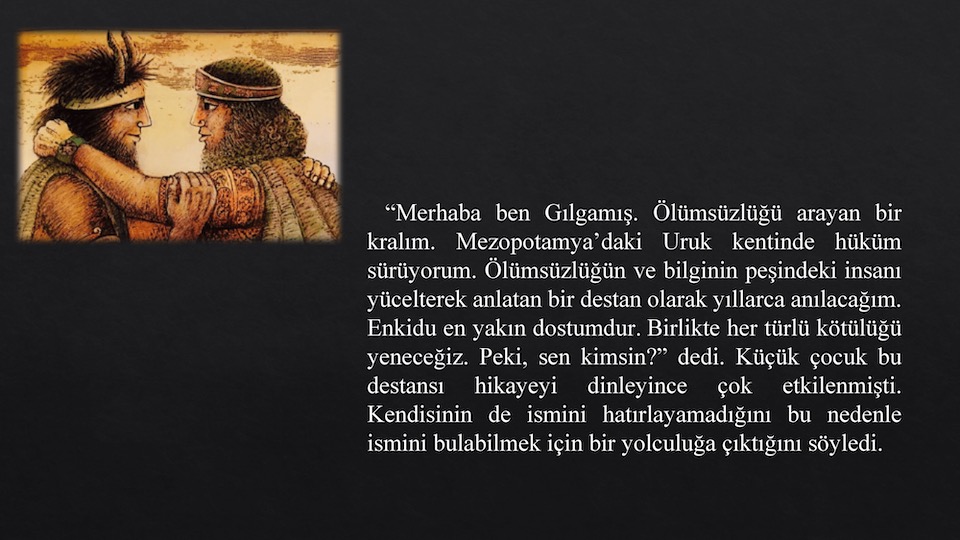 “Merhaba ben Gılgamış. Ölümsüzlüğü arayan bir
kralım. Mezopotamya’daki Uruk kentinde hüküm
sürüyorum. Ölümsüzlüğün ve bilginin peşindeki insanı
yücelterek anlatan bir destan olarak yıllarca anılacağım.
Enkidu en yakın dostumdur. Birlikte her türlü kötülüğü
yeneceğiz. Peki, sen kimsin?” dedi. Küçük çocuk bu
destansı hikayeyi dinleyince çok etkilenmişti.
Kendisinin de ismini hatırlayamadığını bu nedenle
ismini bulabilmek için bir yolculuğa çıktığını söyledi.